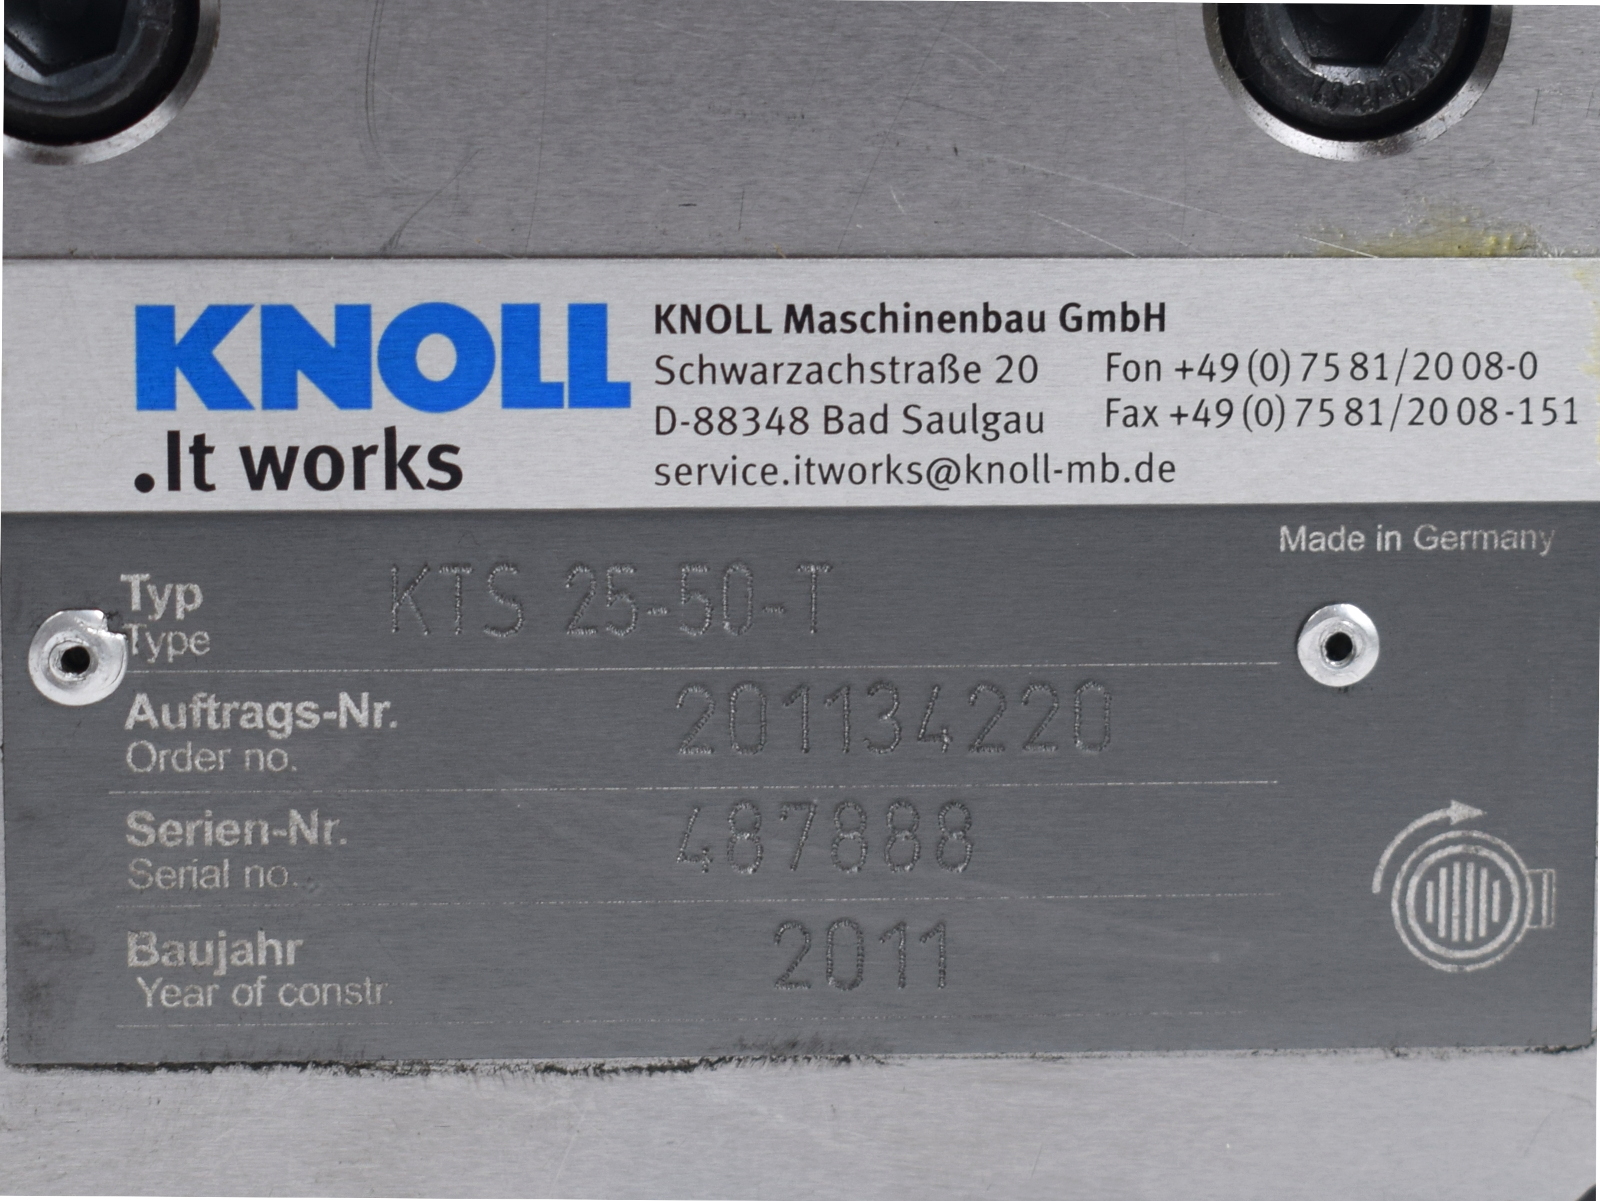 KNOLL
.It works
KNOLL Maschinenbau GmbH
Schwarzachstraße 20
D-88348 Bad Saulgau
service.itworks@knoll-mb.de
Fon +49 (0) 75 81/20 08-0
Fax +49 (0) 75 81/20 08-151
Made in Germany
Typ KTS 25-50-T
Type
Auftrags-Nr. 201134220
Order no.
Serien-Nr. 487888
Serial no.
Baujahr 2011
Year of constr.